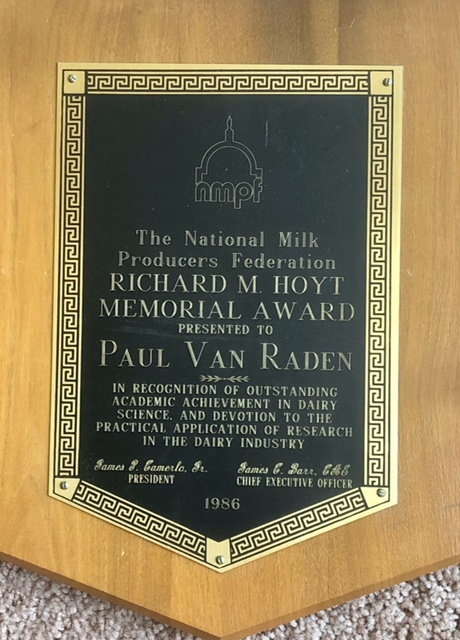 nmpf
The National Milk
Producers Federation
RICHARD M. HOYT
MEMORIAL AWARD
PRESENTED TO
PAUL VAN RADEN
IN RECOGNITION OF OUTSTANDING
ACADEMIC ACHIEVEMENT IN DAIRY
SCIENCE, AND DEVOTION TO THE
PRACTICAL APPLICATION OF RESEARCH
IN THE DAIRY INDUSTRY
James P. Camerlo, Jr. James C. Barr, CAE
PRESIDENT CHIEF EXECUTIVE OFFICER
1986